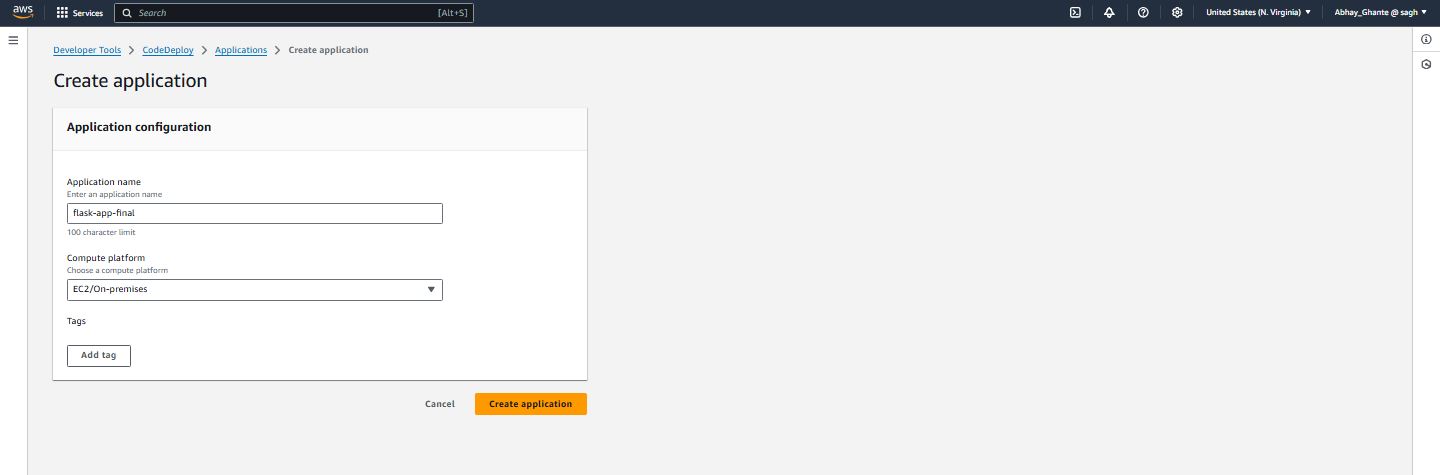 aws
Services
Search
[Alt+S]
United States (N. Virginia)
Abhay_Ghante @ sagh
Developer Tools > CodeDeploy > Applications > Create application
Create application
Application configuration
Application name
Enter an application name
flask-app-final
100 character limit
Compute platform
Choose a compute platform
EC2/On-premises
Tags
Add tag
Cancel
Create application